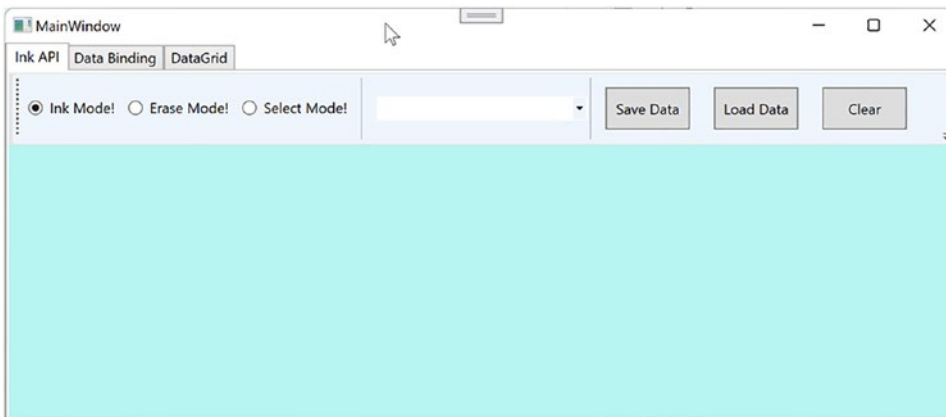 MainWindow
Ink API Data Binding DataGrid
Ink Mode! Erase Mode! Select Mode! Save Data Load Data Clear